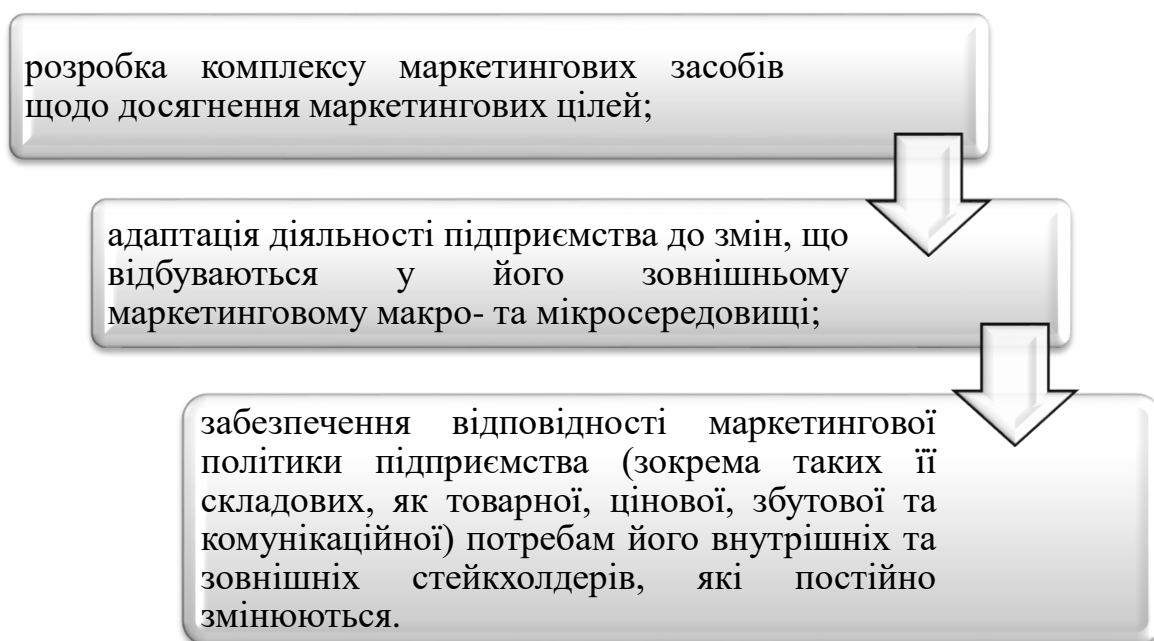 розробка комплексу маркетингових засобів
щодо досягнення маркетингових цілей;
адаптація діяльності підприємства до змін, що
відбуваються у його зовнішньому
маркетинговому макро- та мікросередовищі;
забезпечення відповідності маркетингової
політики підприємства (зокрема таких її
складових, як товарної, цінової, збутової та
комунікаційної) потребам його внутрішніх та
зовнішніх стейкхолдерів, які постійно
змінюються.